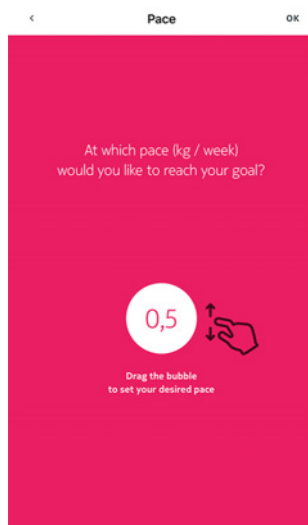 Pace
OK
At which pace (kg / week)
would you like to reach your goal?
0,5
Drag the bubble
to set your desired pace